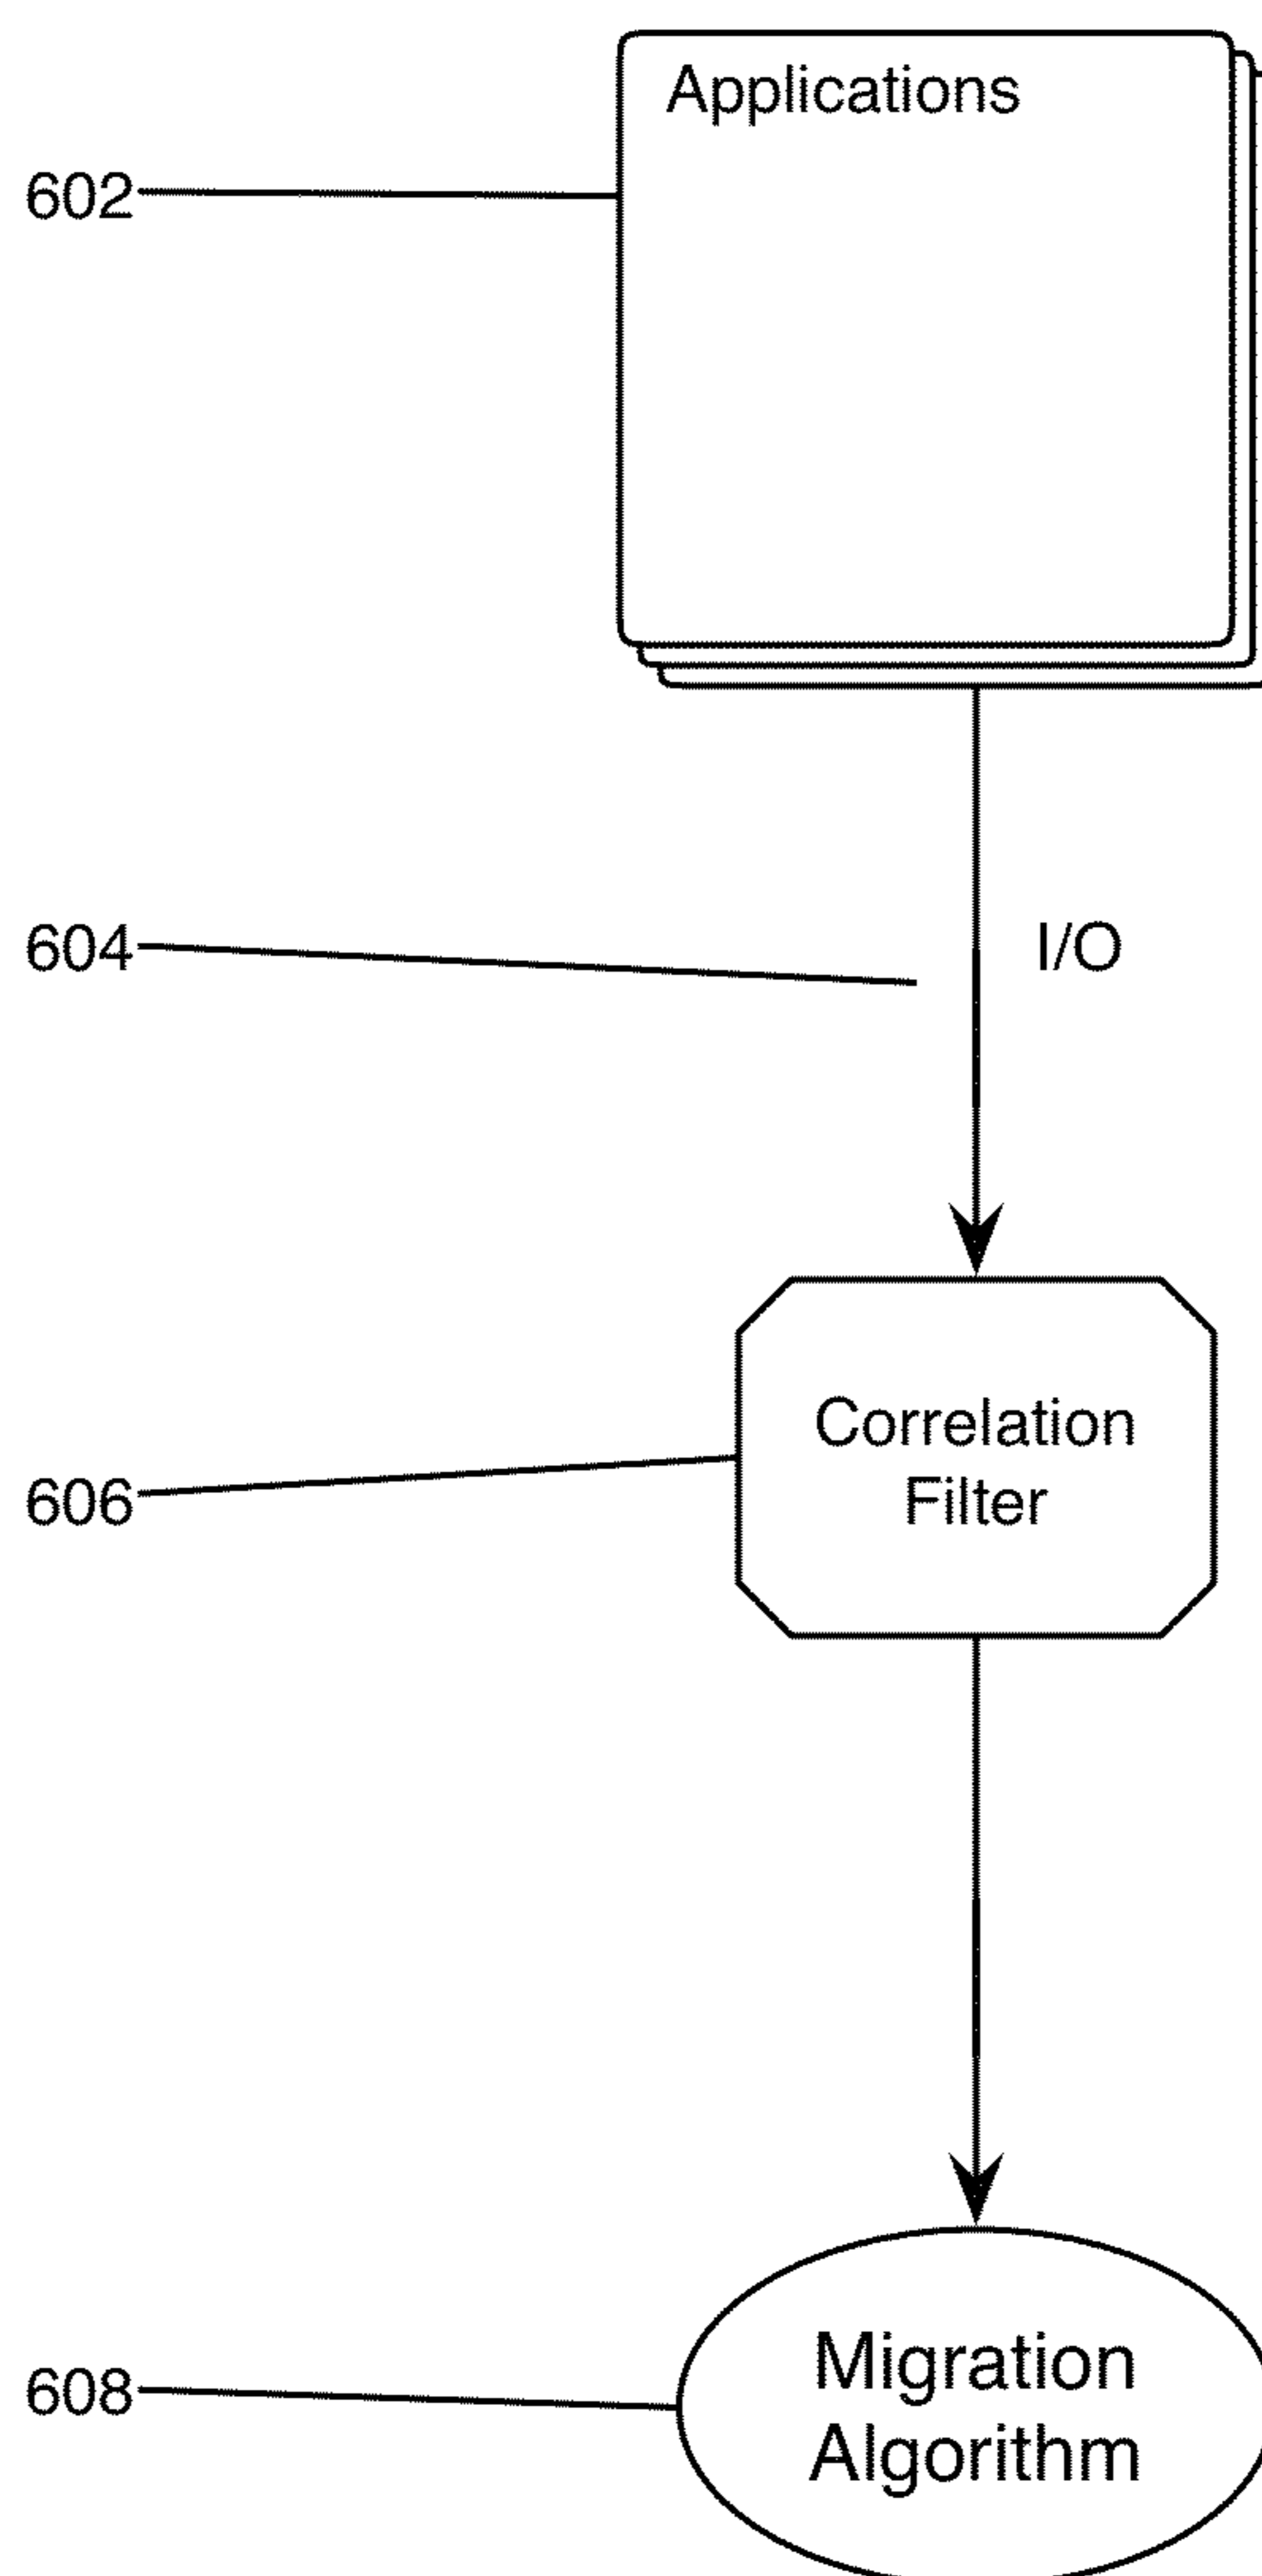 Applications
602
604
I/O
Correlation
Filter
606
Migration
Algorithm
608